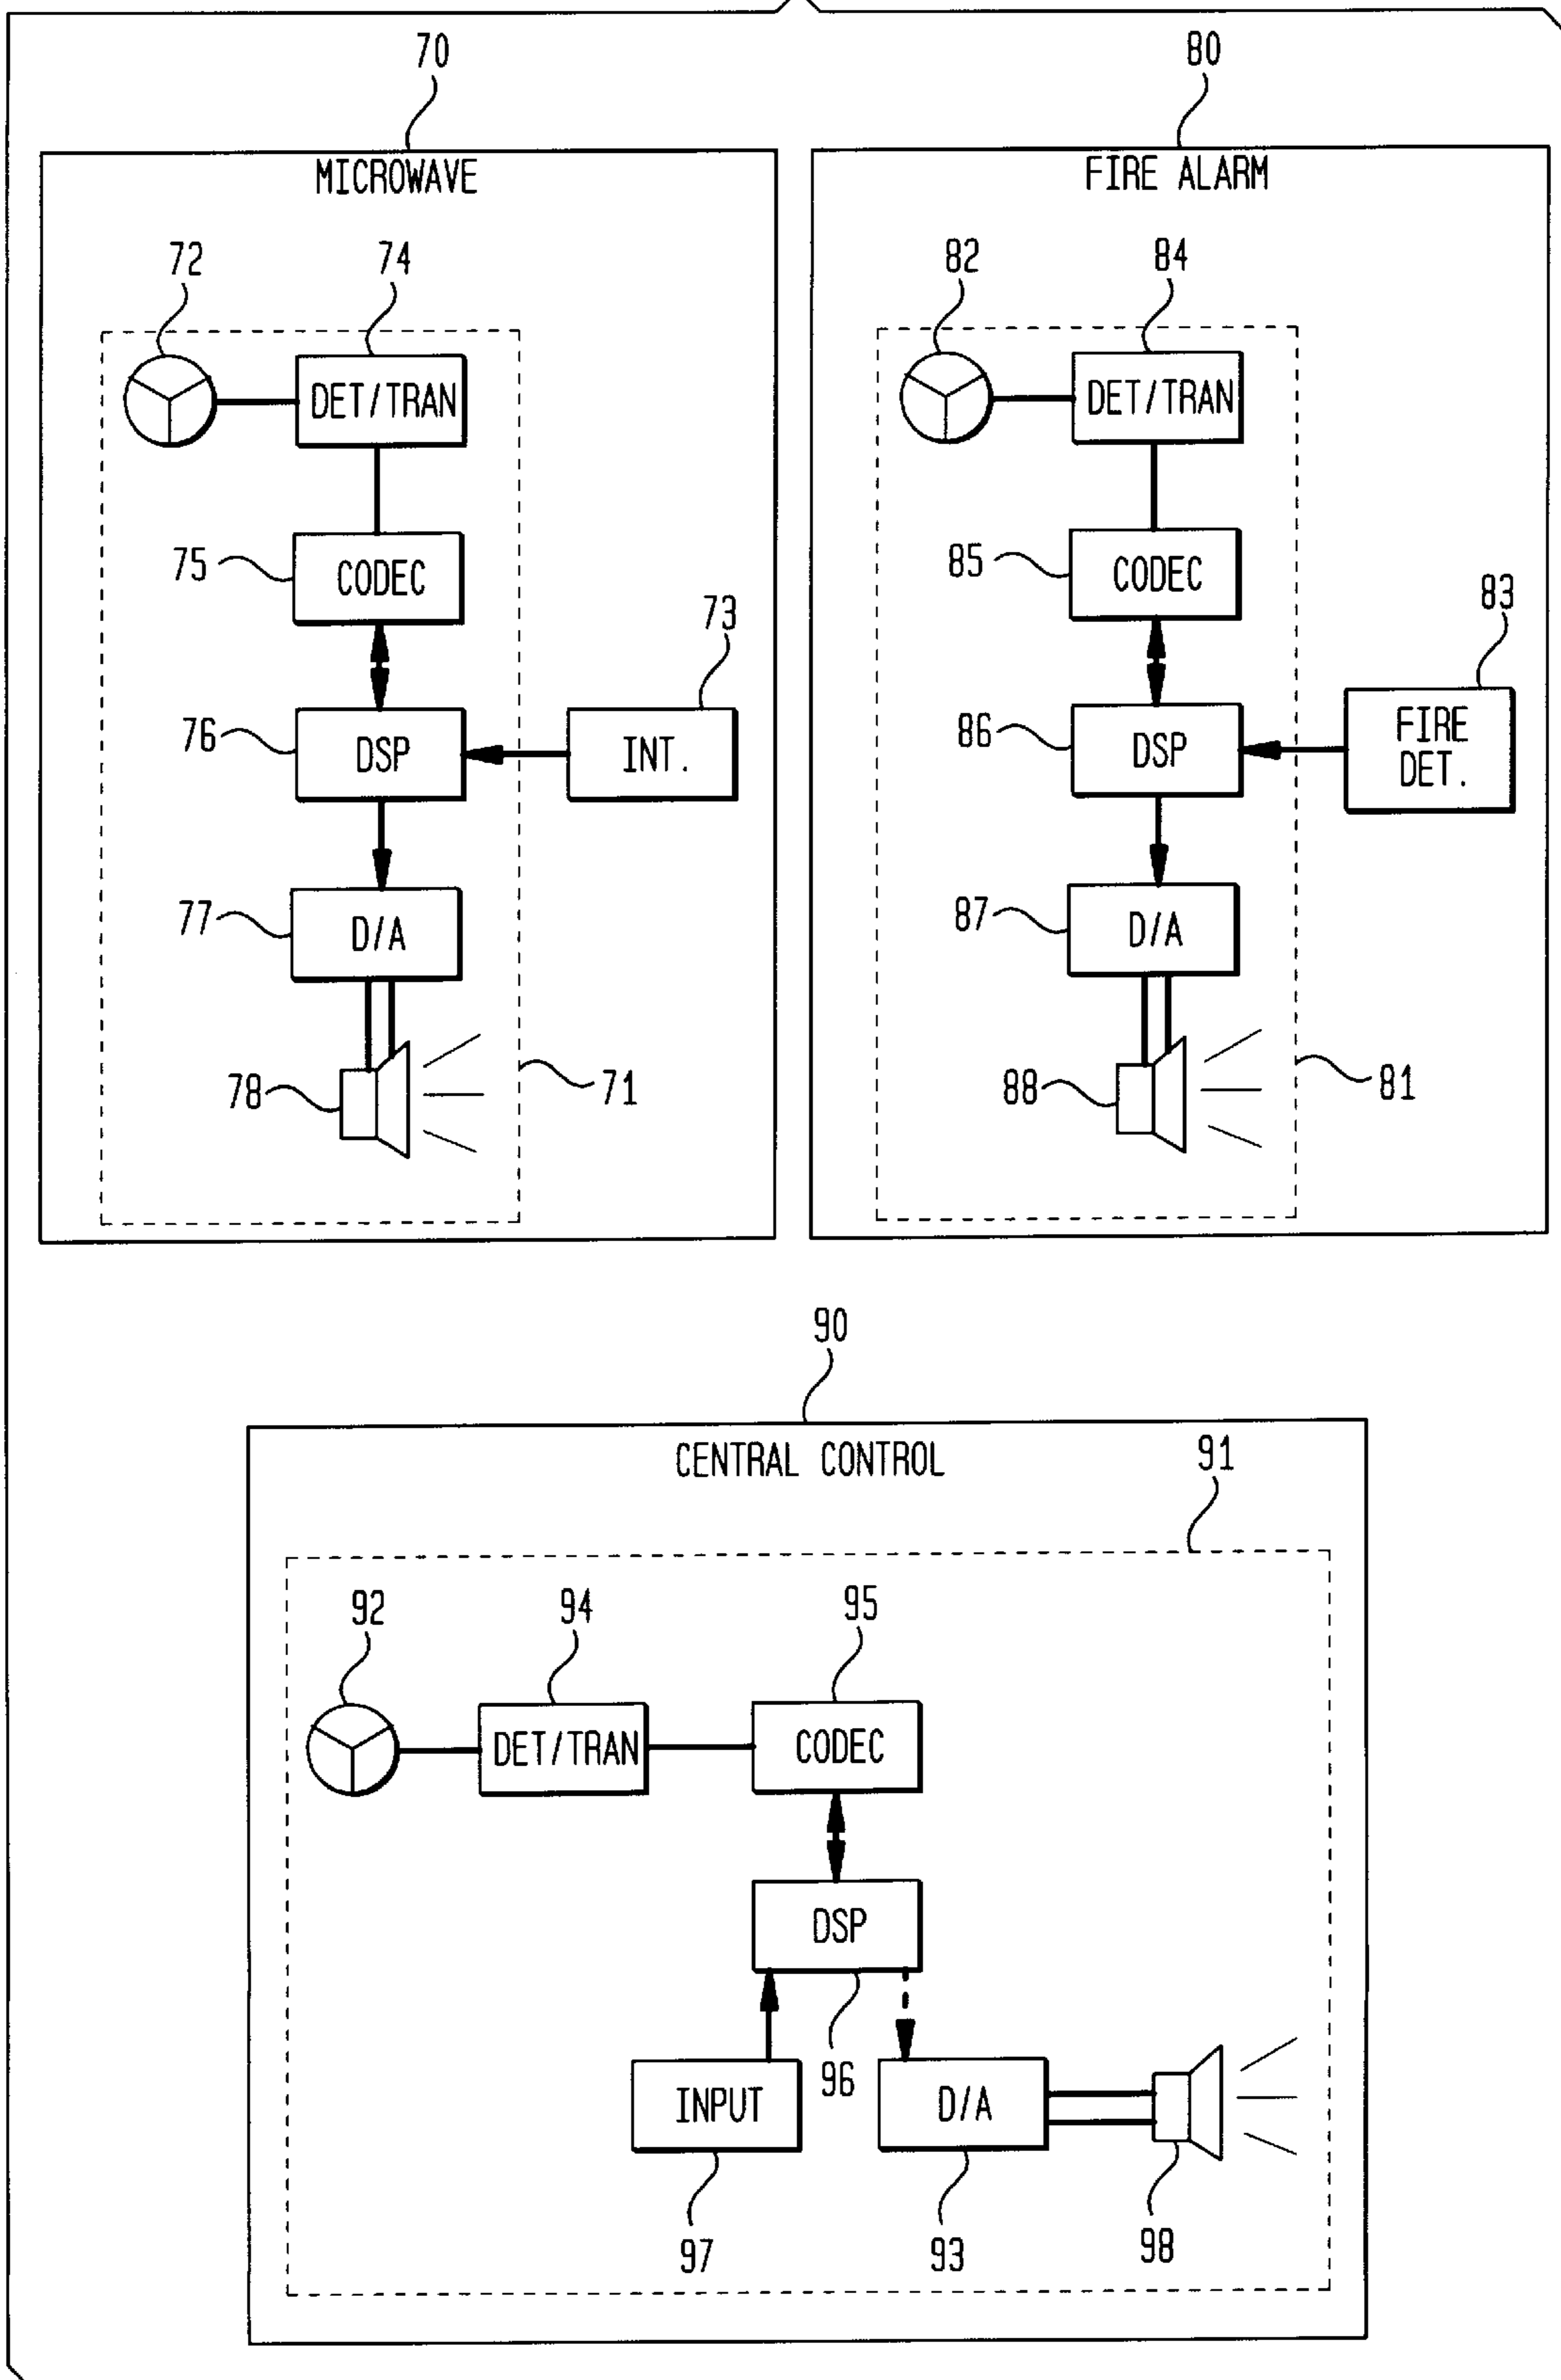 70
80
MICROWAVE
FIRE ALARM
72
74
82
84
DET/TRAN
DET/TRAN
75
CODEC
85
CODEC
73
83
76
DSP
INT.
86
DSP
FIRE
DET.
77
D/A
87
D/A
78
71
88
81
90
CENTRAL CONTROL
91
92
94
95
DET/TRAN
CODEC
DSP
96
INPUT
D/A
97
93
98